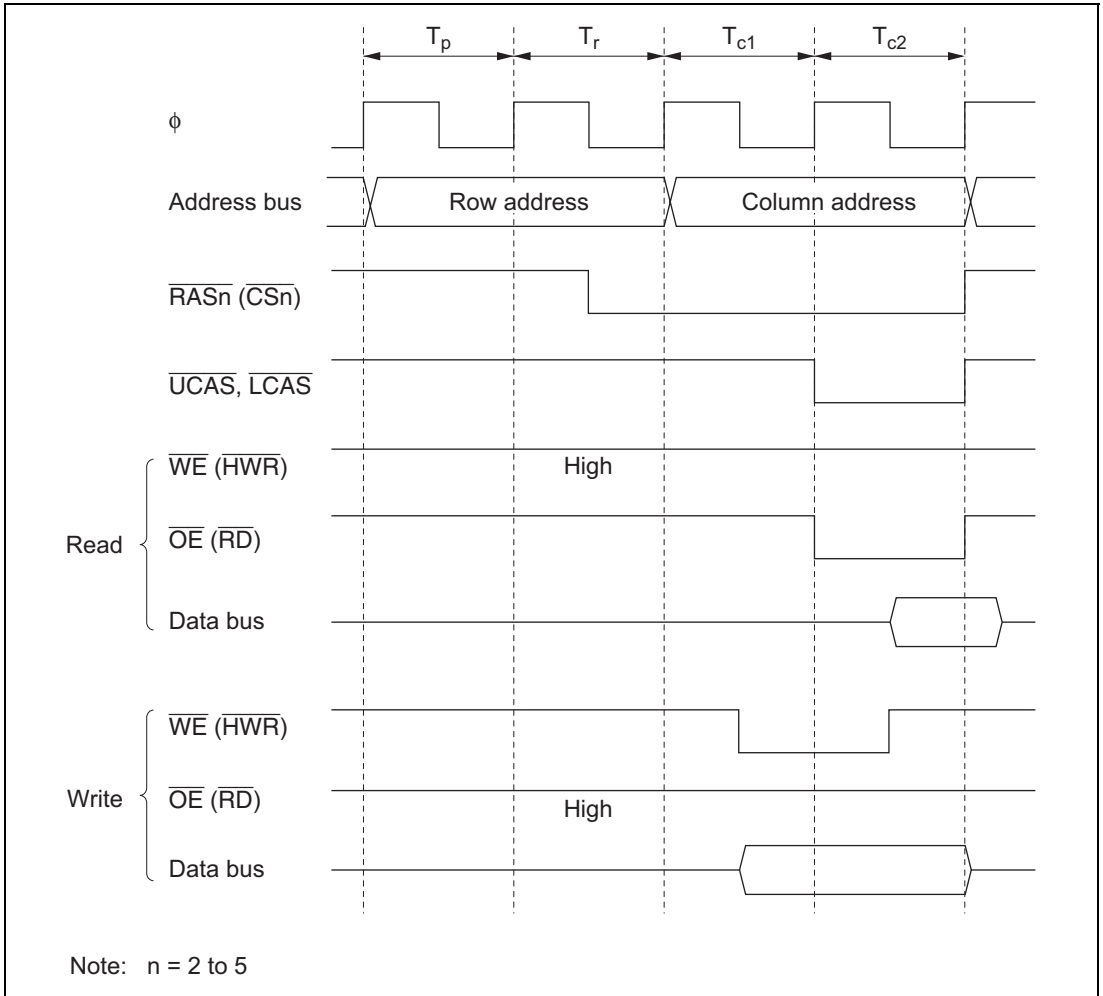 Tp Tr Tc1 Tc2
ϕ
Address bus Row address Column address
RASn (CSn)
UCAS, LCAS
WE (HWR) High
Read OE (RD)
Data bus
WE (HWR)
Write OE (RD) High
Data bus
Note: n = 2 to 5